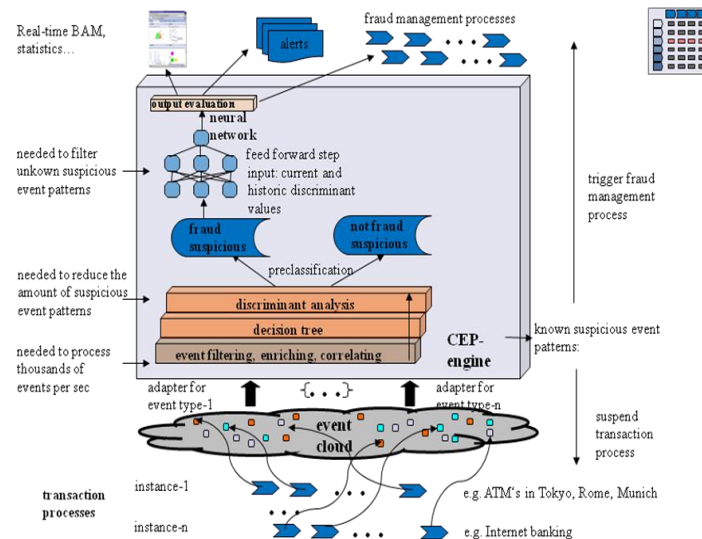 Real-time BAM,
statistics…
alerts
fraud management processes
output evaluation
neural
network
needed to filter
unkown suspicious
event patterns
feed forward step
input: current and
historic discriminant
values
trigger fraud
management
process
fraud
suspicious
not fraud
suspicious
preclassification
needed to reduce the
amount of suspicious
event patterns
discriminant analysis
decision tree
CEP-
engine
known suspicious event
patterns:
needed to process
thousands of
events per sec
event filtering, enriching, correlating
adapter for
event type-1
{...}
adapter for
event type-n
event
cloud
suspend
transaction
process
transaction
processes
instance-1
...
e.g. ATM's in Tokyo, Rome, Munich
...
instance-n
...
e.g. Internet banking